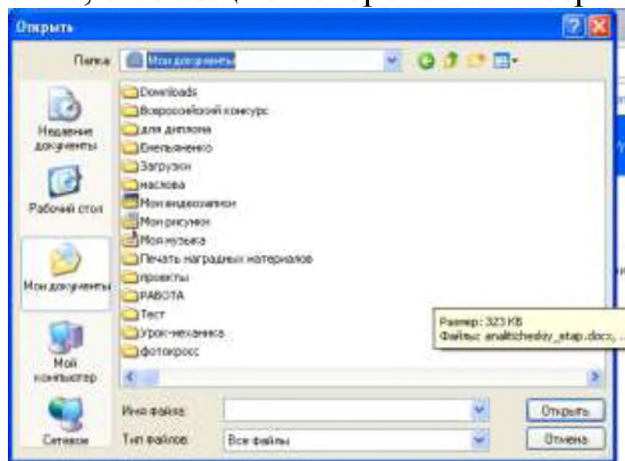 Открыть
Папка:
Мои документы
Недавние документы
Рабочий стол
Мои документы
Мой компьютер
Сетевое
Downloads
Всероссийский конкурс
для диплома
Емельяненко
Загрузки
маслова
Мои видеозаписи
Мои рисунки
Моя музыка
Печать наградных материалов
проекты
РАБОТА
Тест
Урок-механика
фотокросс
Размер: 323 КБ
Файлы: analiticheskiy_etap.docx, ...
Имя файла:
Открыть
Тип файлов:
Все файлы
Отмена